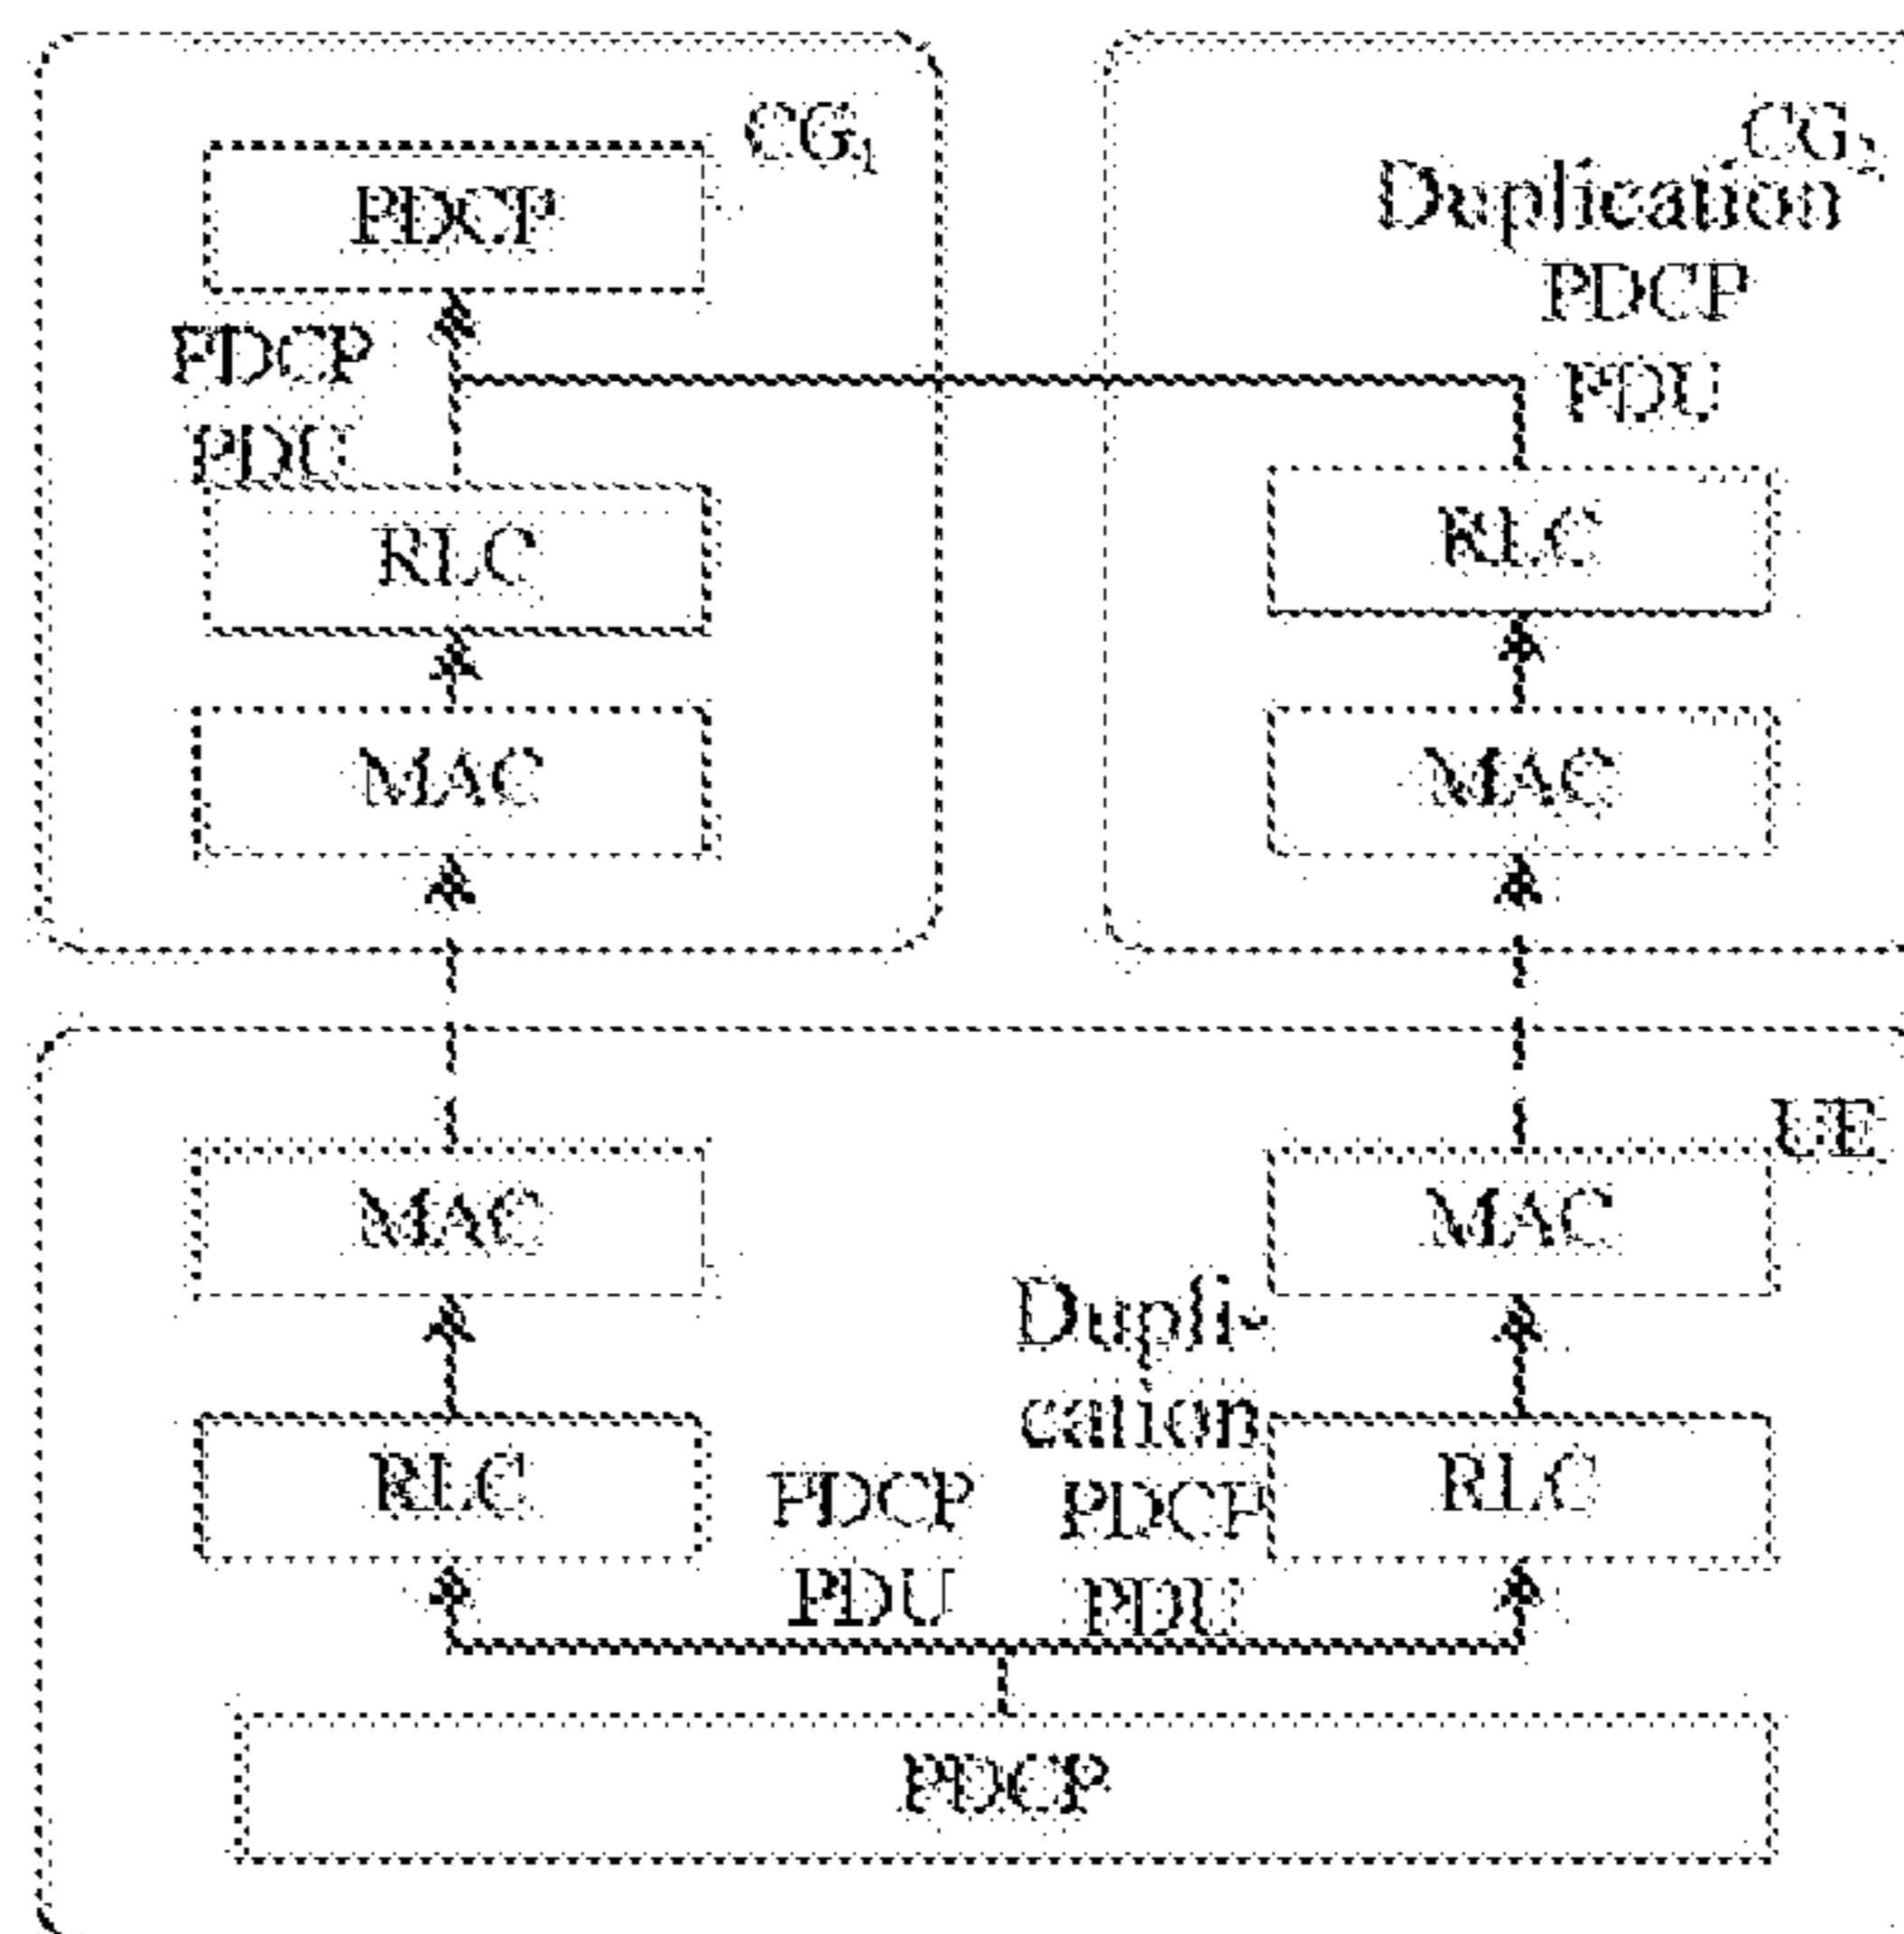 CG1
PDCP
PDCP
PDU
RLC
MAC
CG2
Duplication
PDCP
PDU
RLC
MAC
UE
MAC
RLC
PDCP
PDU
Dupli-
cation
PDCP
PDU
MAC
RLC
PDCP